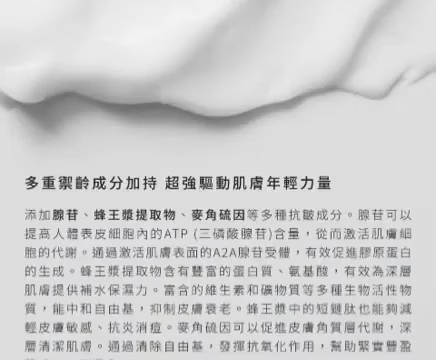 多重禦齡成分加持 超強驅動肌膚年輕力量
添加腺苷、蜂王漿提取物、麥角硫因等多種抗皺成分。腺苷可以
提高人體表皮細胞內的ATP (三磷酸腺苷)含量，從而激活肌膚細
胞的代謝。通過激活肌膚表面的A2A腺苷受體，有效促進膠原蛋白
的生成。蜂王漿提取物含有豐富的蛋白質、氨基酸，有效為深層
肌膚提供補水保濕力。富含的維生素和礦物質等多種生物活性物
質，能中和自由基，抑制皮膚衰老。蜂王漿中的短鏈肽也能夠減
輕皮膚敏感、抗炎消痘。麥角硫因可以促進皮膚角質層代謝，深
層清潔肌膚。通過清除自由基，發揮抗氧化作用，幫助緊實豐盈